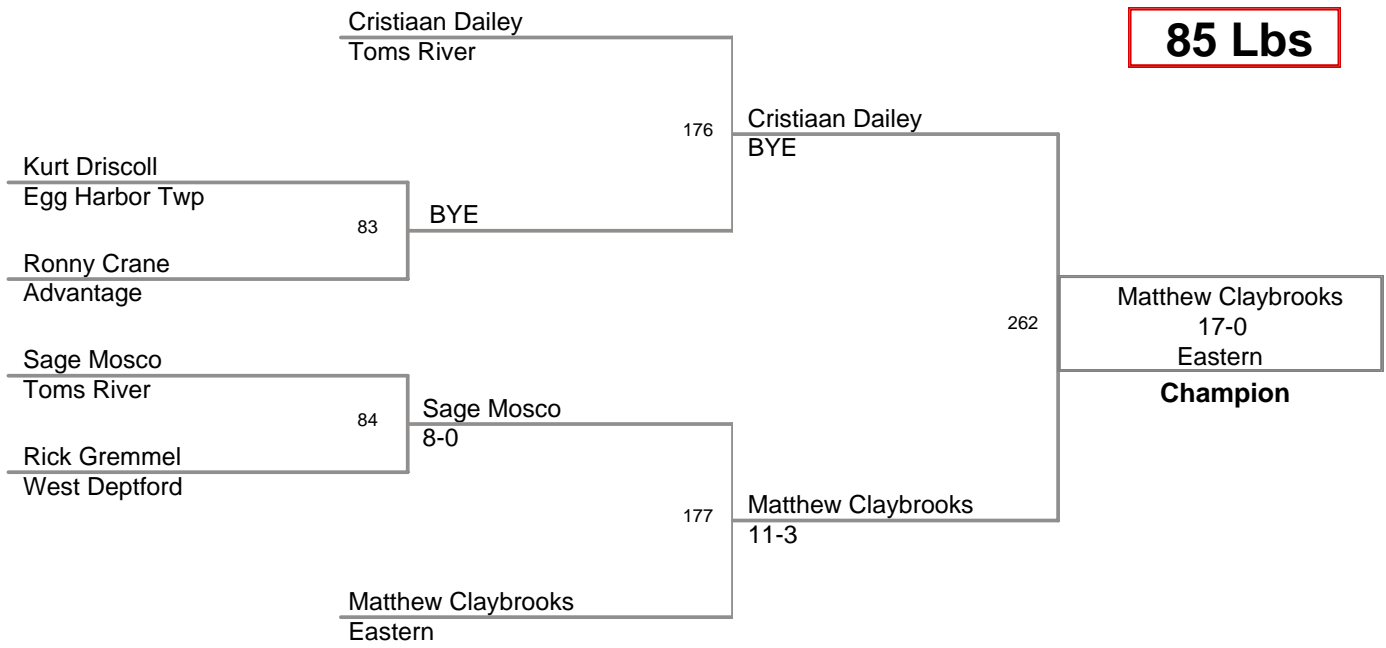 Cristiaan Dailey
Toms River
85 Lbs
176
Cristiaan Dailey
BYE
Kurt Driscoll
Egg Harbor Twp
83
BYE
Ronny Crane
Advantage
262
Matthew Claybrooks
17-0
Eastern
Champion
Sage Mosco
Toms River
84
Sage Mosco
8-0
Rick Gremmel
West Deptford
177
Matthew Claybrooks
11-3
Matthew Claybrooks
Eastern